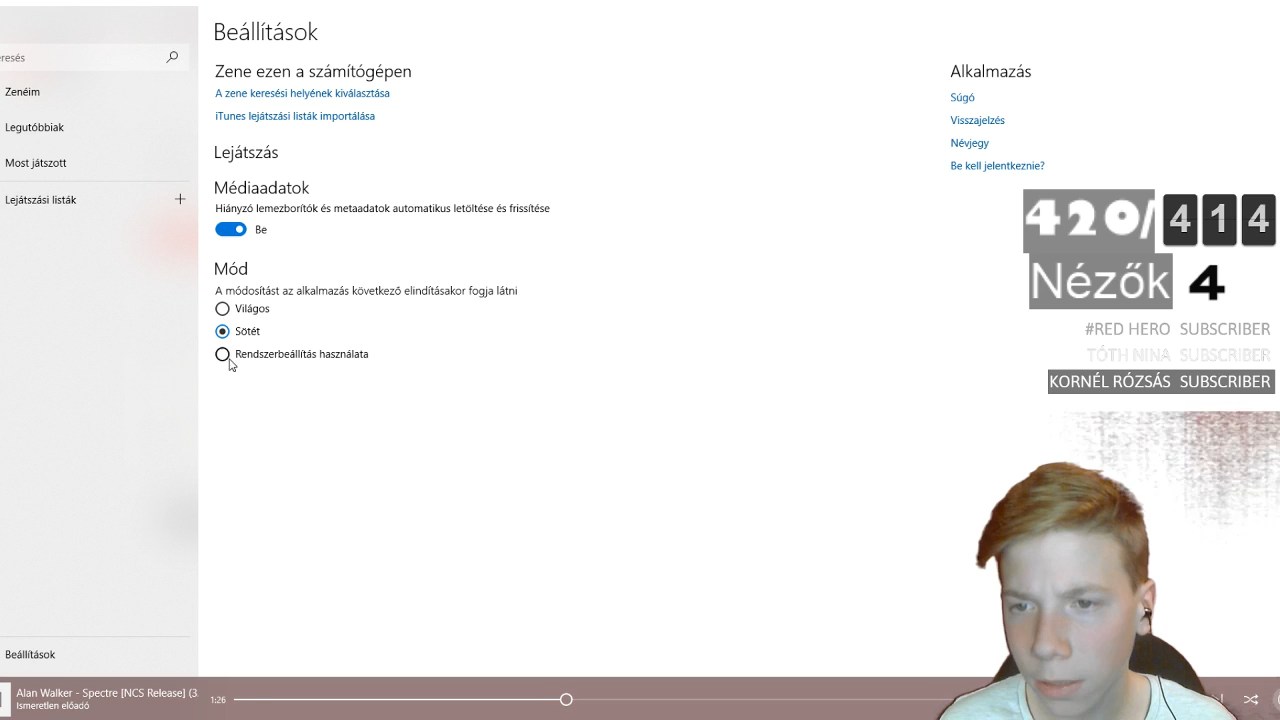 Beállítások
Zene ezen a számítógépen
A zene keresési helyének kiválasztása
iTunes lejátszási listák importálása
Lejátszás
Médiaadatok
Hiányzó lemezborítók és metaadatok automatikus letöltése és frissítése
Be
Mód
A módosítást az alkalmazás következő elindításakor fogja látni
Világos
Sötét
Rendszerbeállítás használata
eresés
Zenéim
Legutóbbiak
Most játszott
Lejátszási listák
Beállítások
Alkalmazás
Súgó
Visszajelzés
Névjegy
Be kell jelentkeznie?
420/414
Nézők 4
#RED HERO SUBSCRIBER
TÓTH NINA SUBSCRIBER
KORNÉL RÓZSÁS SUBSCRIBER
Alan Walker - Spectre [NCS Release] (3
Ismeretlen előadó
1:26